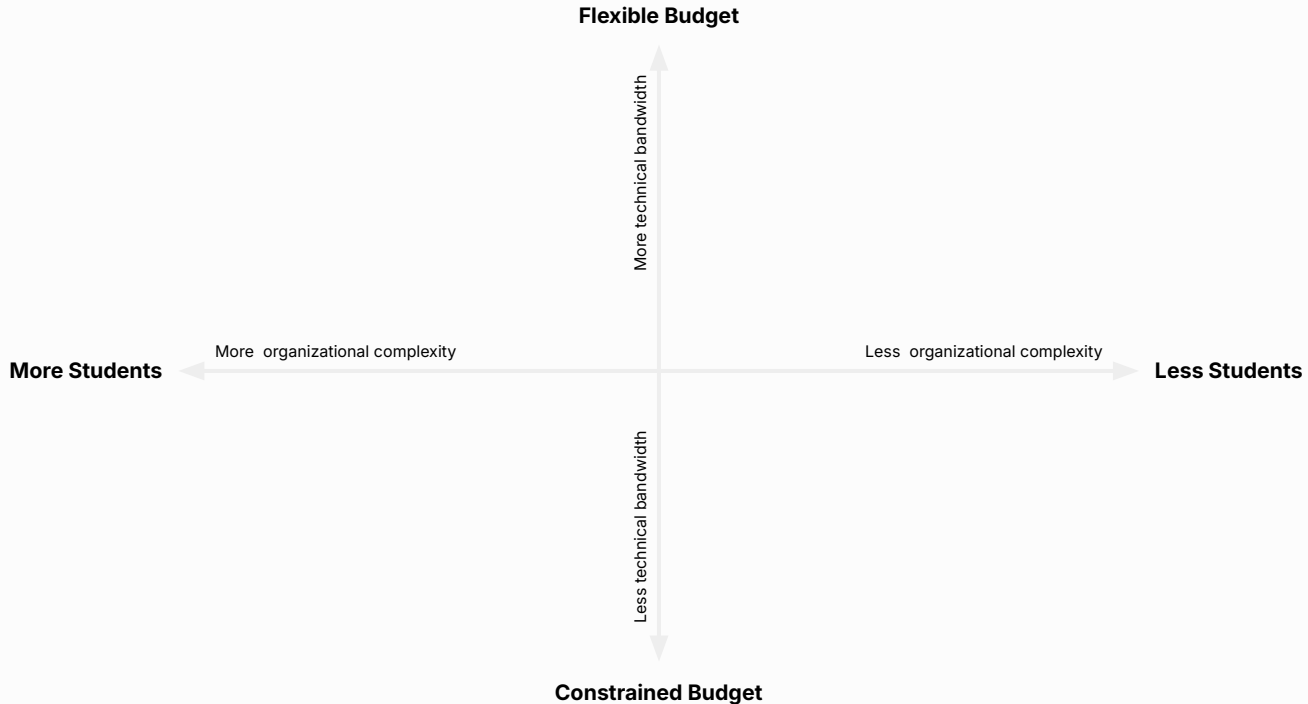 Flexible Budget
More technical bandwidth
More  organizational complexity
Less  organizational complexity
More Students
Less Students
Less technical bandwidth
Constrained Budget